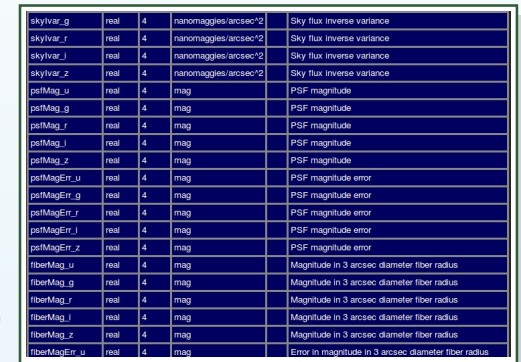 skyIvar_g real 4 nanomaggies/arcsec^2 Sky flux inverse variance
skyIvar_r real 4 nanomaggies/arcsec^2 Sky flux inverse variance
skyIvar_i real 4 nanomaggies/arcsec^2 Sky flux inverse variance
skyIvar_z real 4 nanomaggies/arcsec^2 Sky flux inverse variance
psfMag_u real 4 mag PSF magnitude
psfMag_g real 4 mag PSF magnitude
psfMag_r real 4 mag PSF magnitude
psfMag_i real 4 mag PSF magnitude
psfMag_z real 4 mag PSF magnitude
psfMagErr_u real 4 mag PSF magnitude error
psfMagErr_g real 4 mag PSF magnitude error
psfMagErr_r real 4 mag PSF magnitude error
psfMagErr_i real 4 mag PSF magnitude error
psfMagErr_z real 4 mag PSF magnitude error
fiberMag_u real 4 mag Magnitude in 3 arcsec diameter fiber radius
fiberMag_g real 4 mag Magnitude in 3 arcsec diameter fiber radius
fiberMag_r real 4 mag Magnitude in 3 arcsec diameter fiber radius
fiberMag_i real 4 mag Magnitude in 3 arcsec diameter fiber radius
fiberMag_z real 4 mag Magnitude in 3 arcsec diameter fiber radius
fiberMagErr_u real 4 mag Error in magnitude in 3 arcsec diameter fiber radius